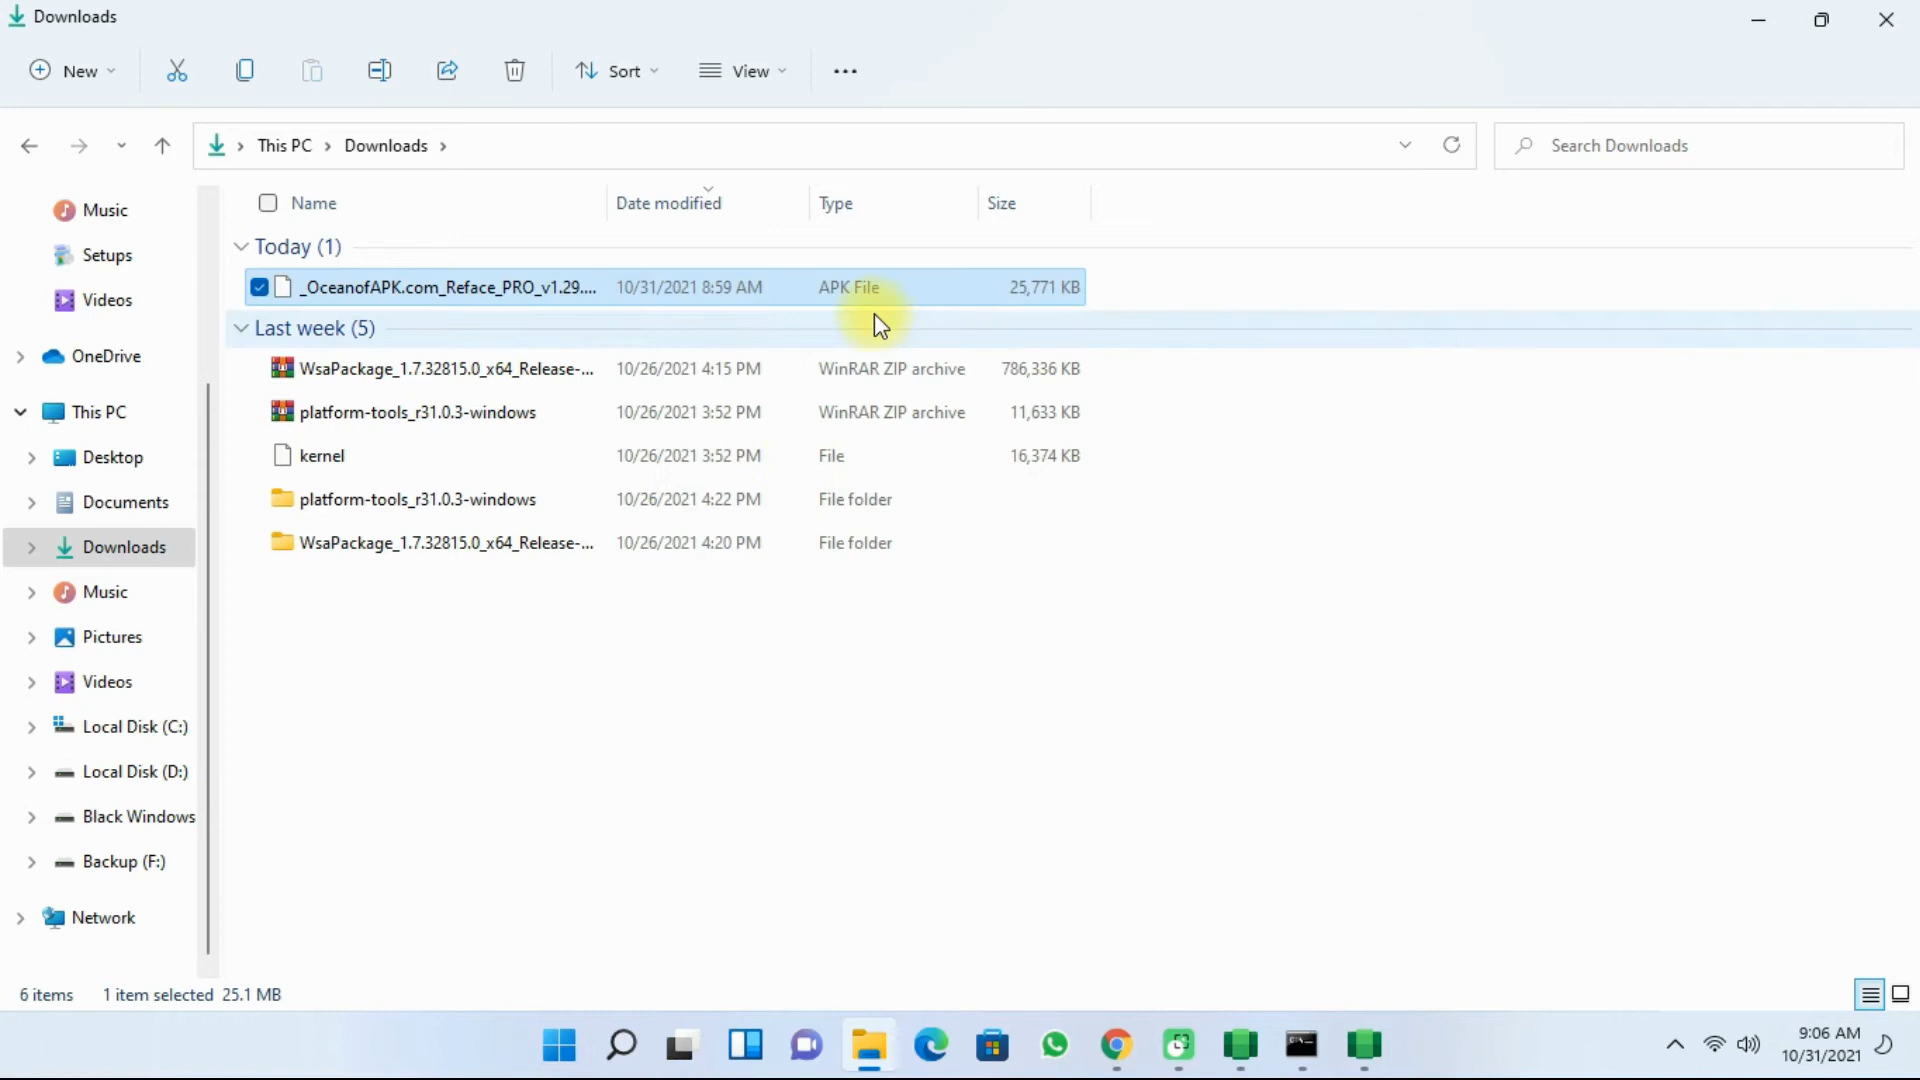 Downloads
New
Sort
View
This PC
Downloads
Search Downloads
Music
Setups
Videos
OneDrive
This PC
Desktop
Documents
Downloads
Music
Pictures
Videos
Local Disk (C:)
Local Disk (D:)
Black Windows
Backup (F:)
Network
Name Date modified Type Size
Today (1)
_OceanofAPK.com_Reface_PRO_v1.29.... 10/31/2021 8:59 AM APK File 25,771 KB
Last week (5)
WsaPackage_1.7.32815.0_x64_Release-... 10/26/2021 4:15 PM WinRAR ZIP archive 786,336 KB
platform-tools_r31.0.3-windows 10/26/2021 3:52 PM WinRAR ZIP archive 11,633 KB
kernel 10/26/2021 3:52 PM File 16,374 KB
platform-tools_r31.0.3-windows 10/26/2021 4:22 PM File folder
WsaPackage_1.7.32815.0_x64_Release-... 10/26/2021 4:20 PM File folder
6 items 1 item selected 25.1 MB
9:06 AM
10/31/2021